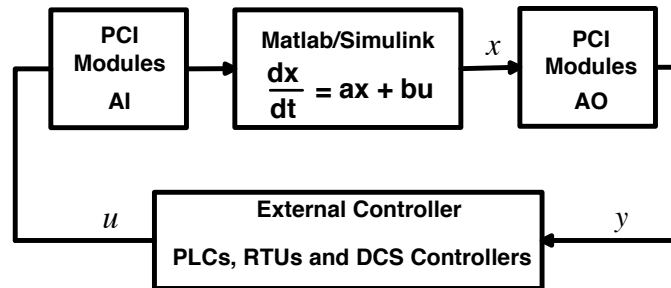 PCI
Modules
AI
Matlab/Simulink
dx
dt
= ax + bu
x
PCI
Modules
AO
u
External Controller
PLCs, RTUs and DCS Controllers
y